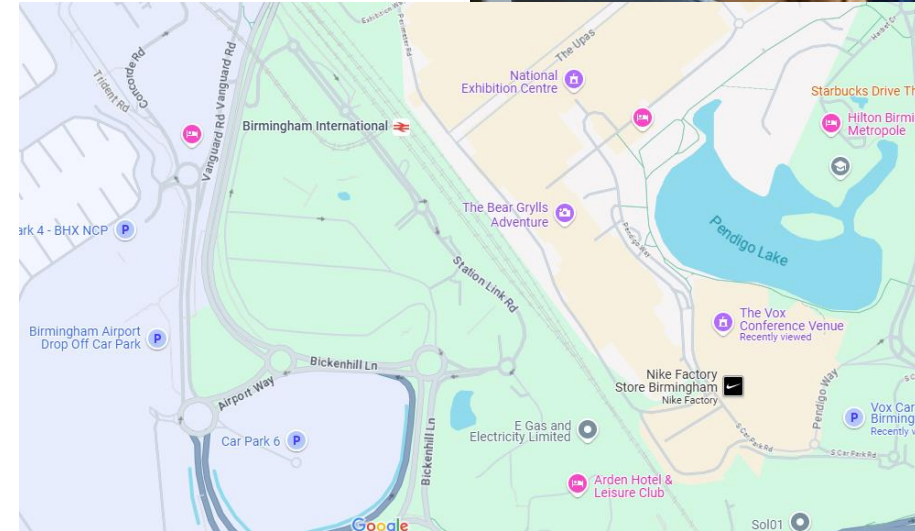 Exhibition W
Perimeter Rd
The Upas
Concorde Rd
Trident Rd
Vanguard Rd
Vanguard Rd
National
Exhibition Centre
Birmingham International
Starbucks Drive Th
Hilton Birmi
Metropole
ark 4 - BHX NCP
P
The Bear Grylls
Adventure
Pendigo Way
Pendigo Lake
Station Link Rd
Birmingham Airport
Drop Off Car Park
P
The Vox
Conference Venue
Recently viewed
Bickenhill Ln
Airport Way
Nike Factory
Store Birmingham
Nike Factory
Pendigo Way
Car Park 6
P
Bickenhill Ln
E Gas and
Electricity Limited
P
Vox Car
Birming
Recently v
S Car Park Rd
S Car Park Rd
Arden Hotel &
Leisure Club
Google
Sol01